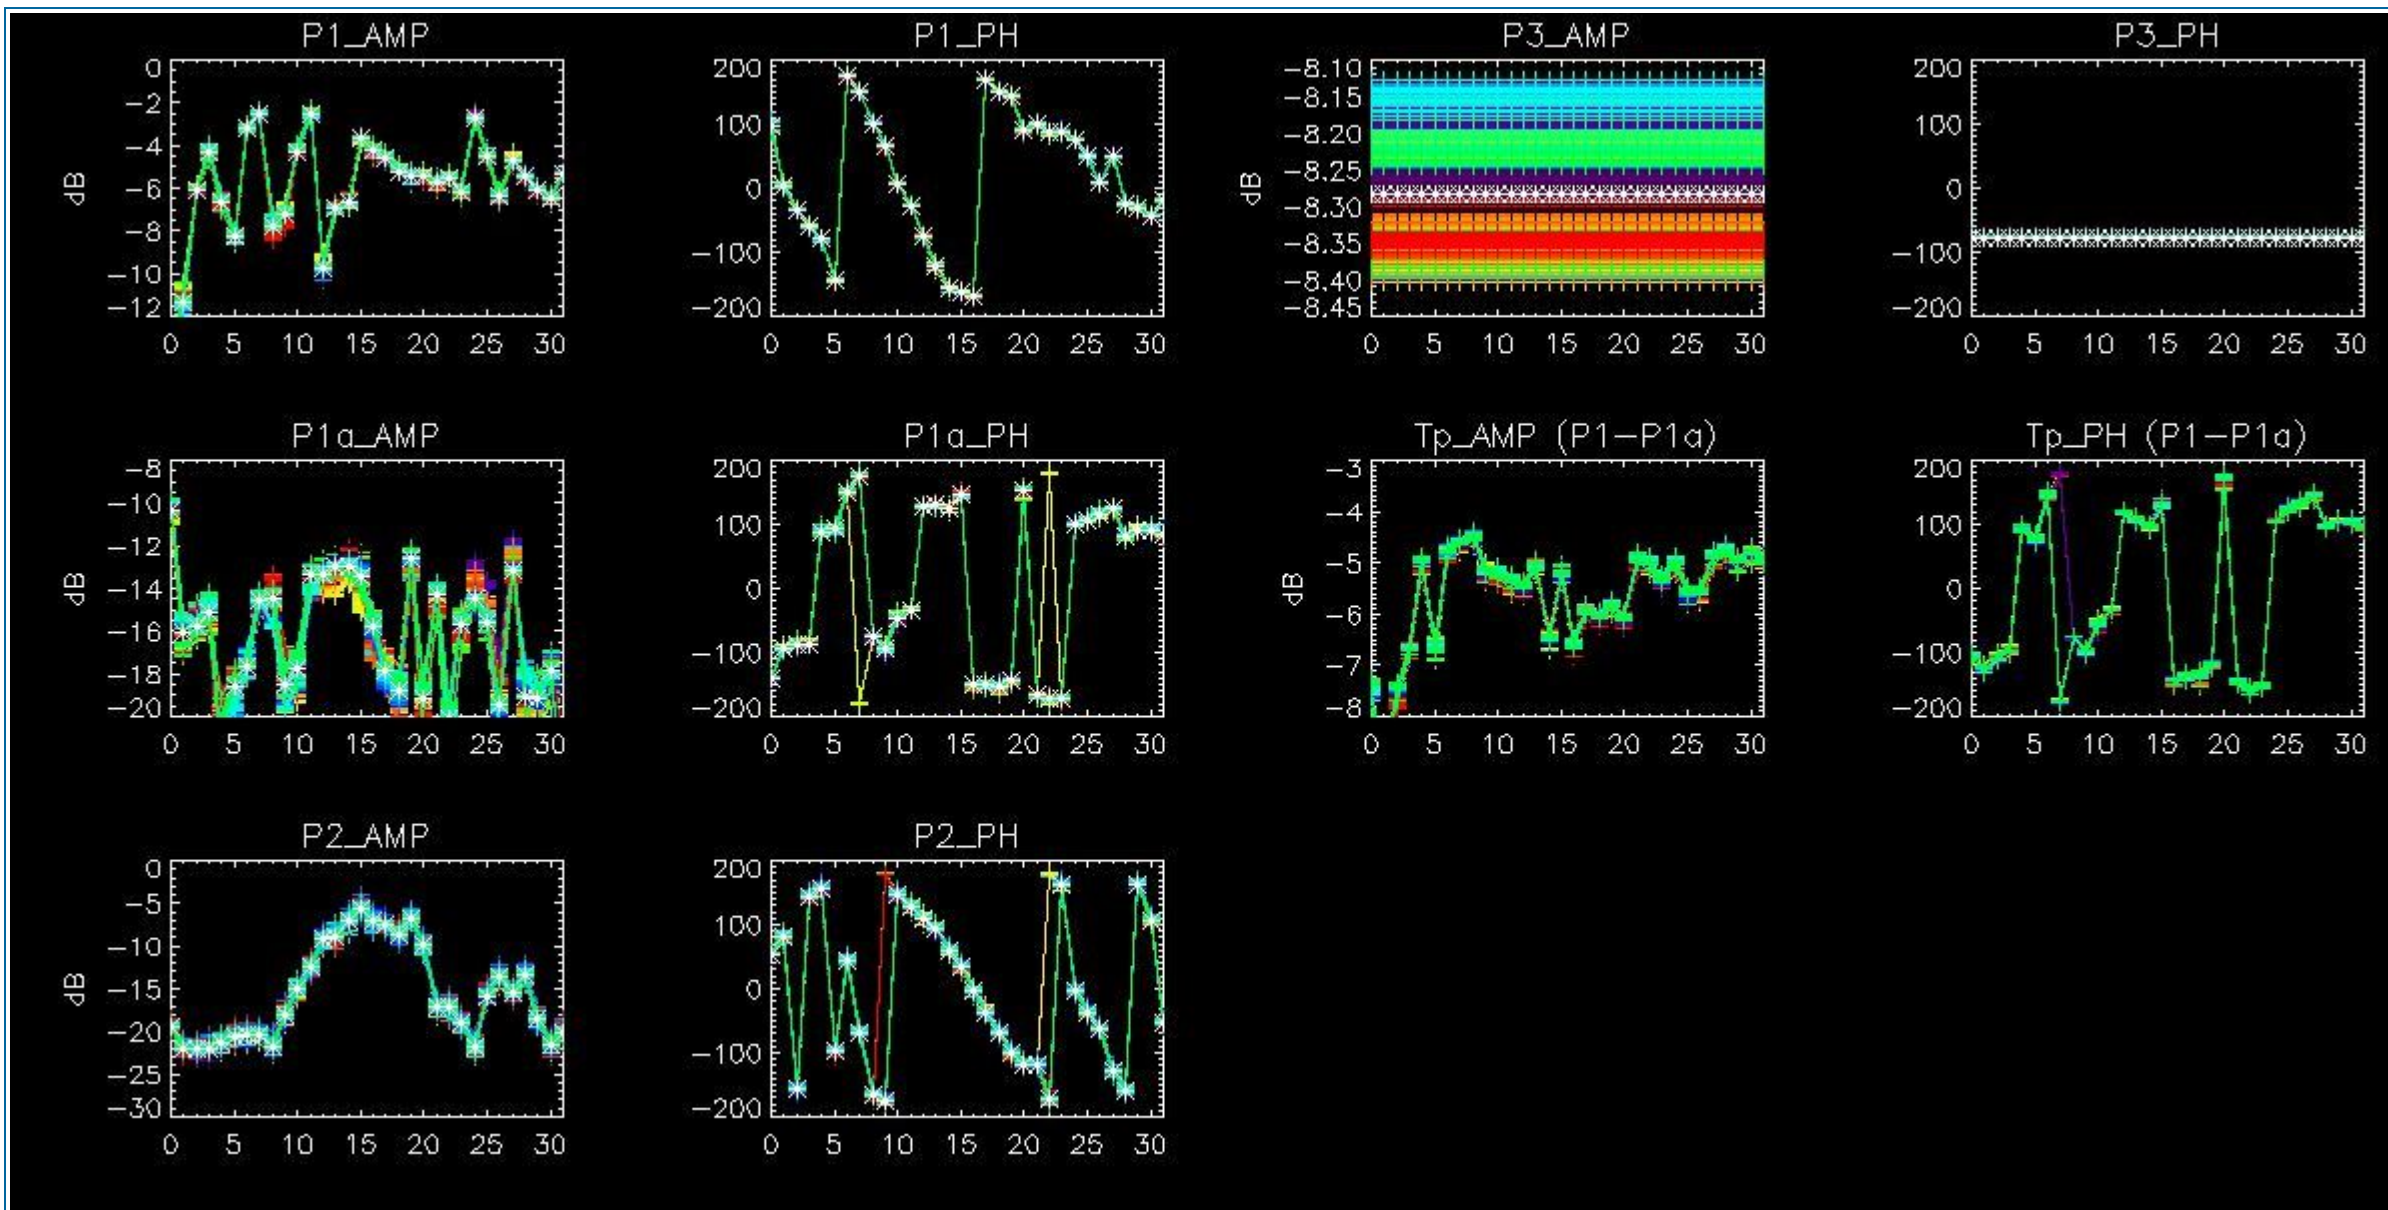 P1_AMP
0
−2
−4
−6
−8
−10
−12
dB
0 5 10 15 20 25 30
P1_PH
200
100
0
−100
−200
0 5 10 15 20 25 30
P3_AMP
−8.10
−8.15
−8.20
−8.25
−8.30
−8.35
−8.40
−8.45
dB
0 5 10 15 20 25 30
P3_PH
200
100
0
−100
−200
0 5 10 15 20 25 30
P1a_AMP
−8
−10
−12
−14
−16
−18
−20
dB
0 5 10 15 20 25 30
P1a_PH
200
100
0
−100
−200
0 5 10 15 20 25 30
Tp_AMP (P1−P1a)
−3
−4
−5
−6
−7
−8
dB
0 5 10 15 20 25 30
Tp_PH (P1−P1a)
200
100
0
−100
−200
0 5 10 15 20 25 30
P2_AMP
0
−5
−10
−15
−20
−25
−30
dB
0 5 10 15 20 25 30
P2_PH
200
100
0
−100
−200
0 5 10 15 20 25 30